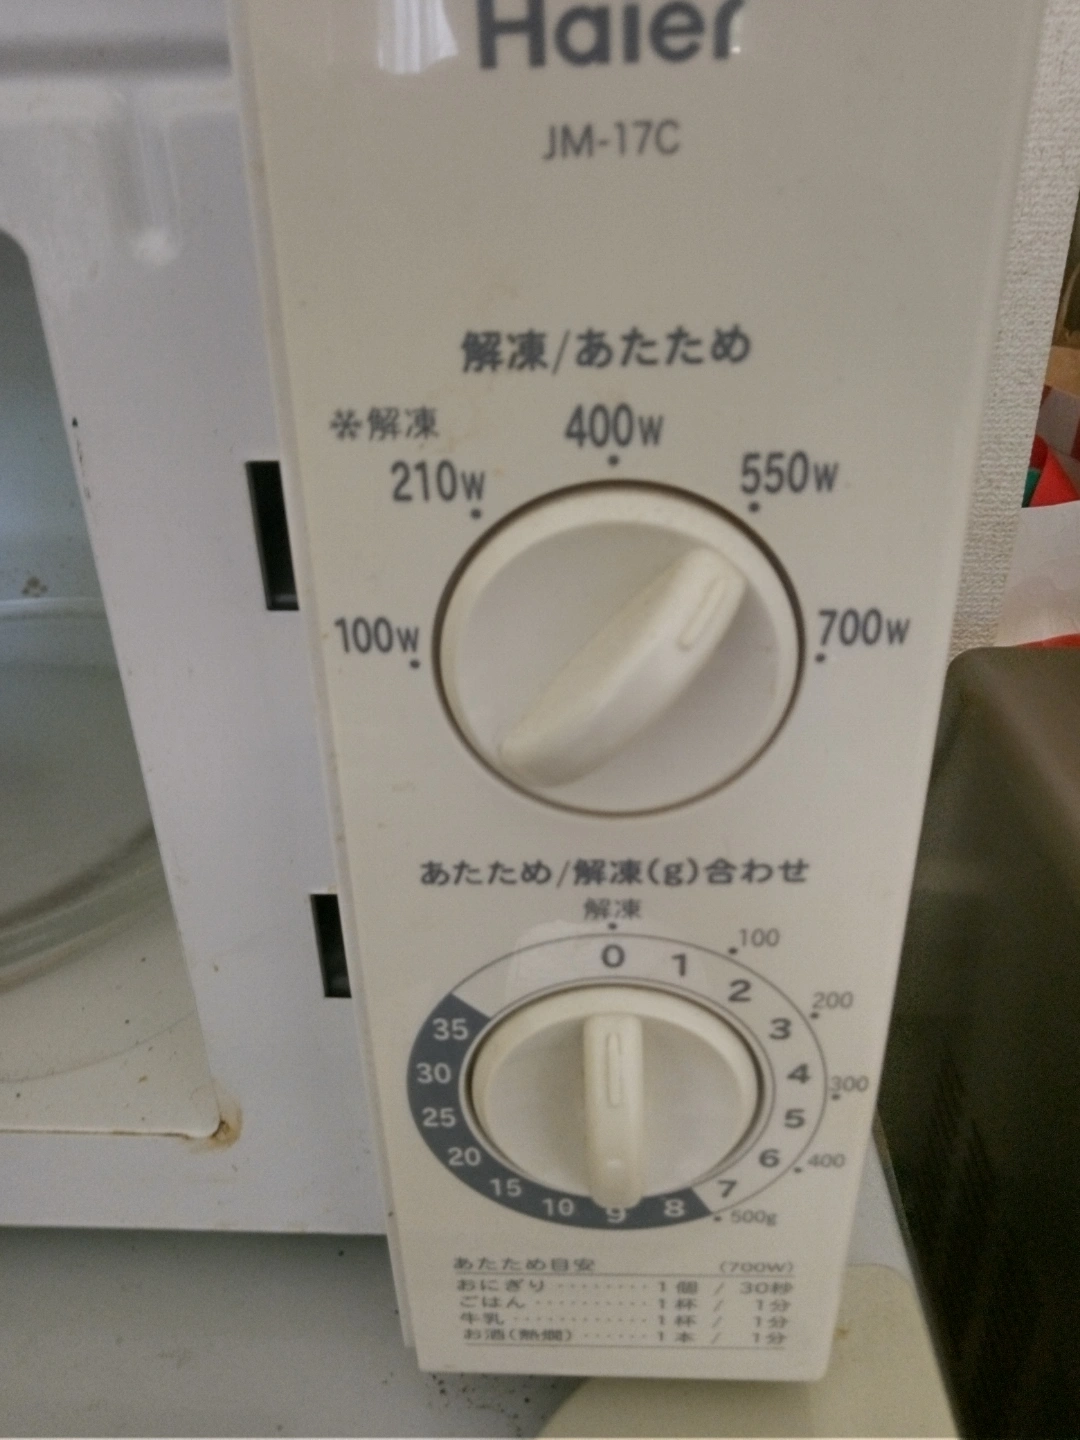 Haier
JM-17C
解凍/あたため
※解凍
400W
210W
550W
100W
700W
あたため/解凍(g)合わせ
解凍
0
1
100
2
200
3
35
4
300
30
5
25
6
400
20
7
500g
15
10
9
8
あたため目安 (700W)
おにぎり ········ 1個 / 30秒
ごはん ·········· 1杯 / 1分
牛乳 ············ 1杯 / 1分
お酒(熱燗) ······ 1本 / 1分